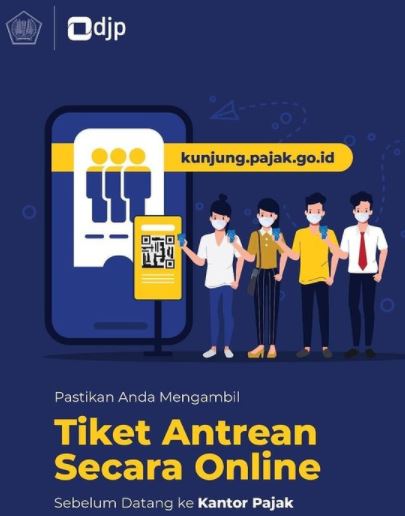 djp
kunjung.pajak.go.id
Pastikan Anda Mengambil
Tiket Antrean
Secara Online
Sebelum Datang ke Kantor Pajak